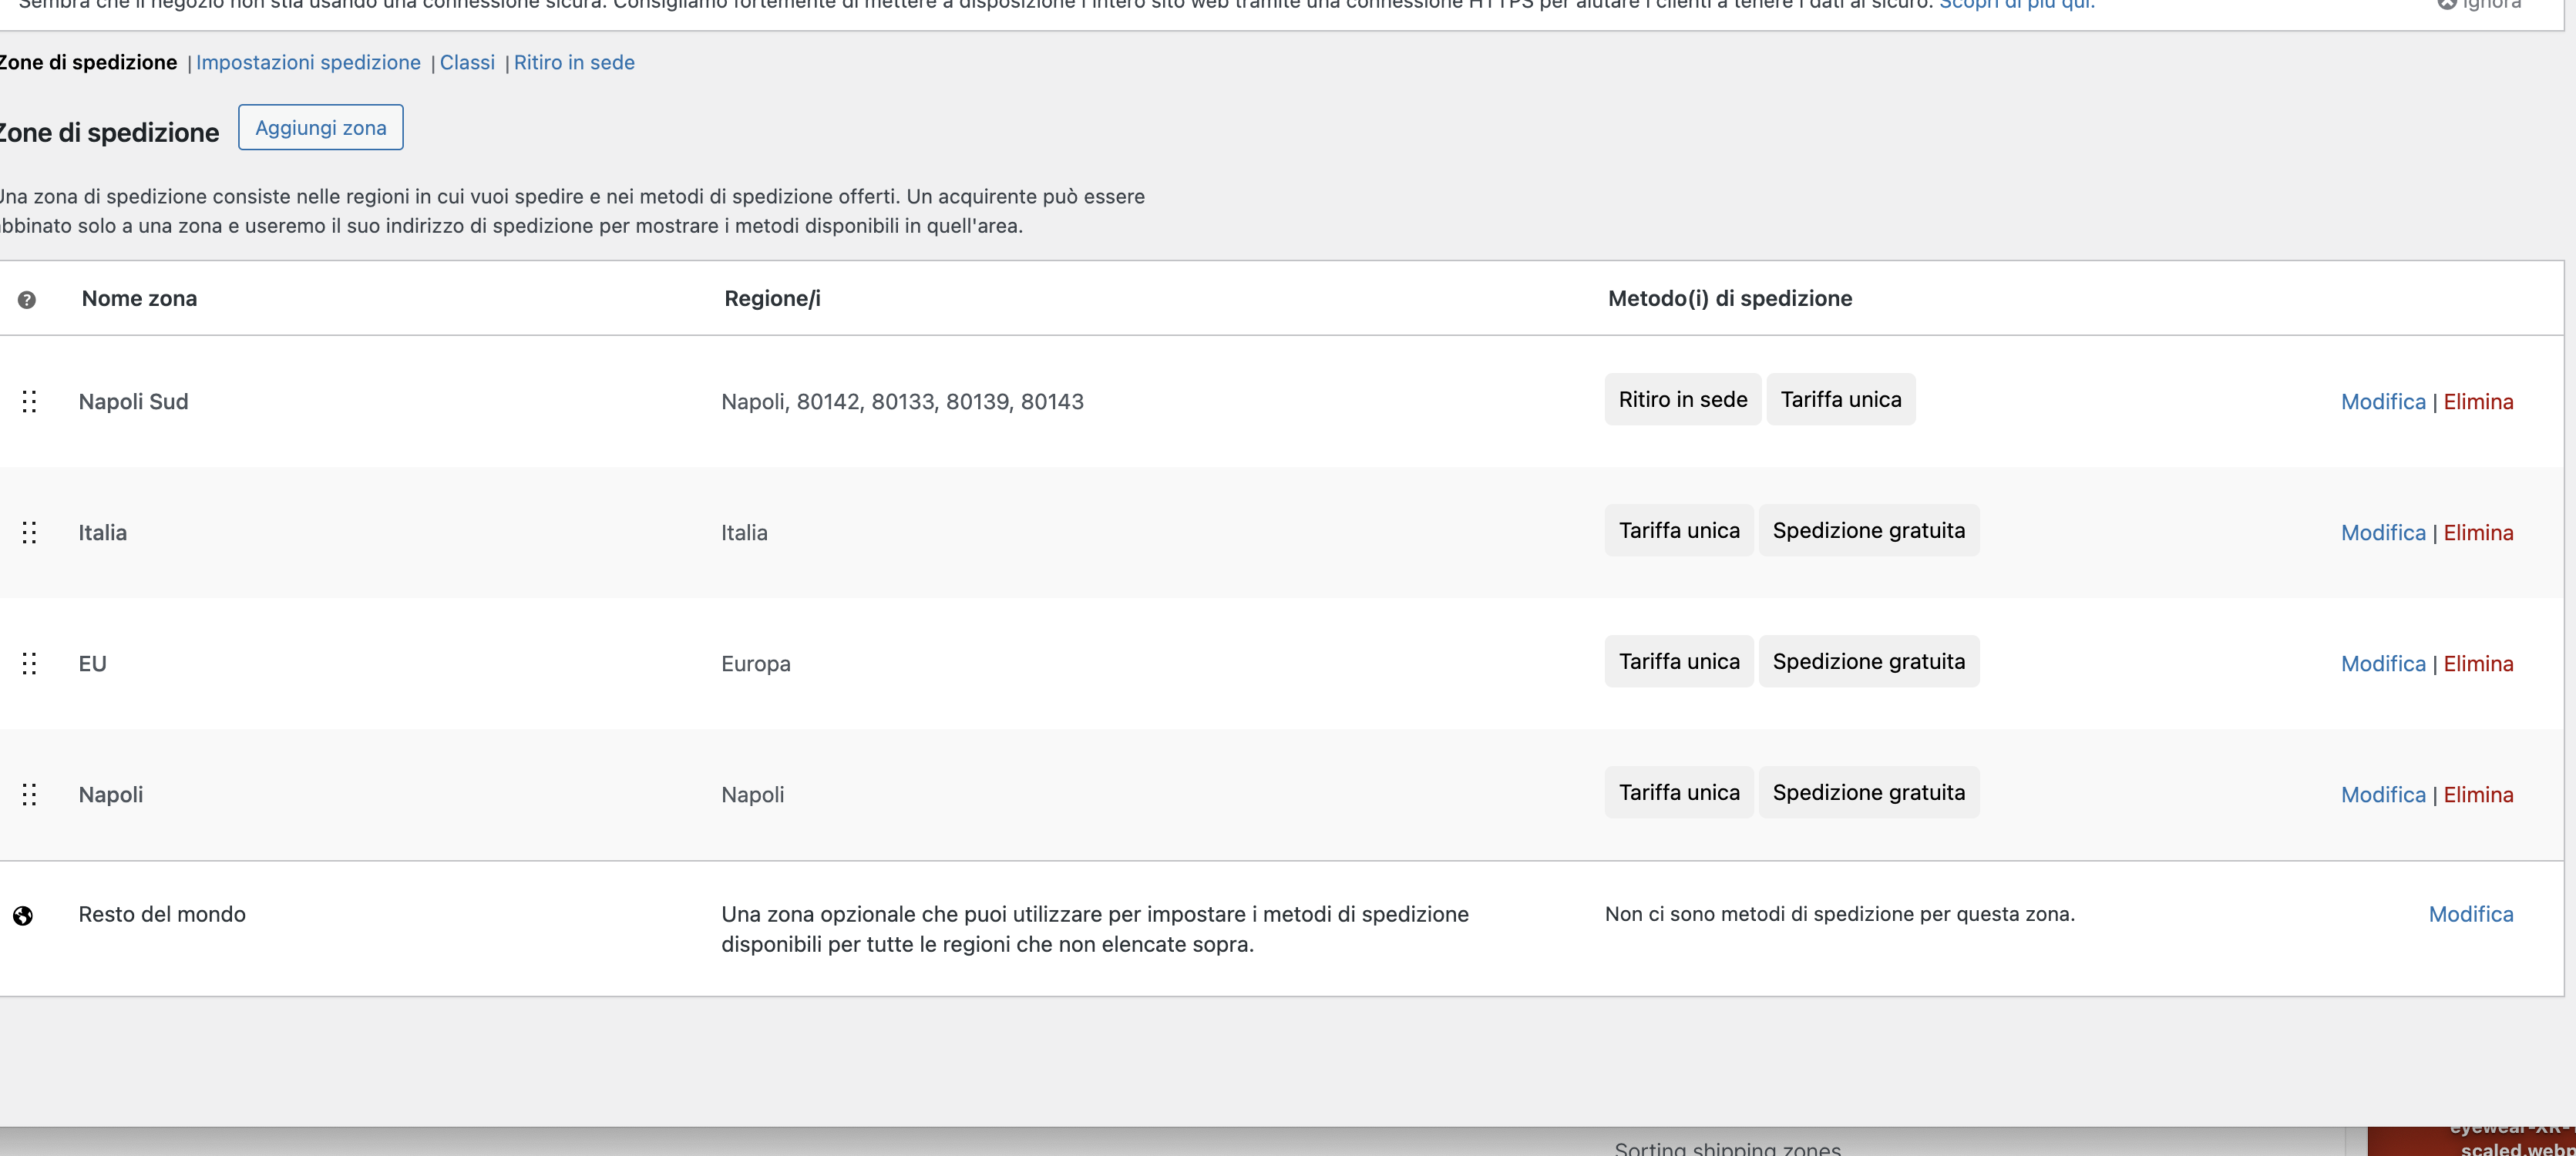 Sembra che il negozio non stia usando una connessione sicura. Consigliamo fortemente di mettere a disposizione l'intero sito web tramite una connessione HTTPS per aiutare i clienti a tenere i dati al sicuro. Scopri di più qui. Ignora
Zone di spedizione | Impostazioni spedizione | Classi | Ritiro in sede
Zone di spedizione Aggiungi zona
Una zona di spedizione consiste nelle regioni in cui vuoi spedire e nei metodi di spedizione offerti. Un acquirente può essere
abbinato solo a una zona e useremo il suo indirizzo di spedizione per mostrare i metodi disponibili in quell'area.
? Nome zona Regione/i Metodo(i) di spedizione
Napoli Sud Napoli, 80142, 80133, 80139, 80143 Ritiro in sede Tariffa unica Modifica | Elimina
Italia Italia Tariffa unica Spedizione gratuita Modifica | Elimina
EU Europa Tariffa unica Spedizione gratuita Modifica | Elimina
Napoli Napoli Tariffa unica Spedizione gratuita Modifica | Elimina
Resto del mondo Una zona opzionale che puoi utilizzare per impostare i metodi di spedizione Non ci sono metodi di spedizione per questa zona. Modifica
disponibili per tutte le regioni che non elencate sopra.
eyewear-XR-
Sorting shipping zones
scaled.webp